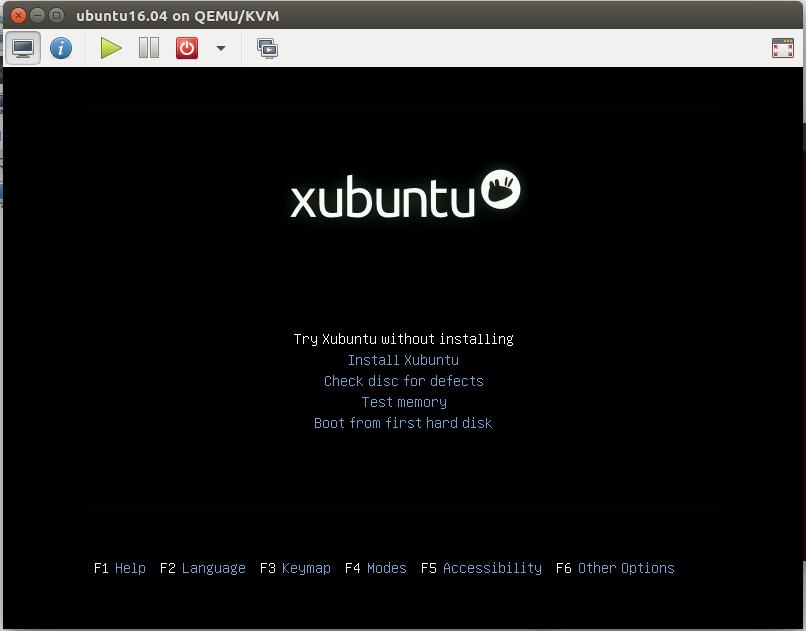 ubuntu16.04 on QEMU/KVM
xubuntu
Try Xubuntu without installing
Install Xubuntu
Check disc for defects
Test memory
Boot from first hard disk
F1 Help F2 Language F3 Keymap F4 Modes F5 Accessibility F6 Other Options